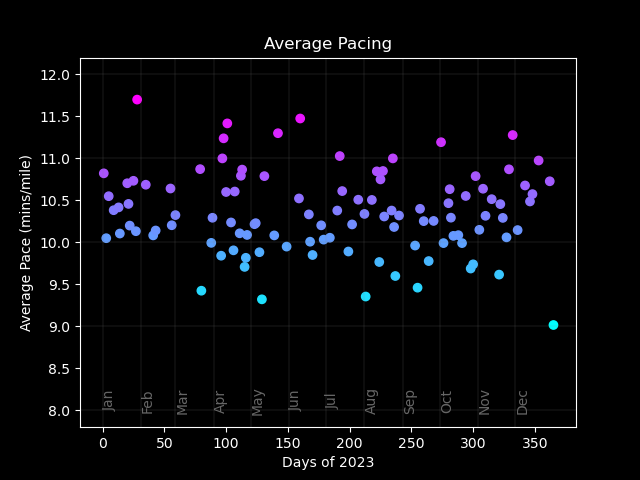 Average Pacing
12.0
11.5
11.0
10.5
10.0
9.5
9.0
8.5
8.0
Average Pace (mins/mile)
Jan
Feb
Mar
Apr
May
Jun
Jul
Aug
Sep
Oct
Nov
Dec
0 50 100 150 200 250 300 350
Days of 2023